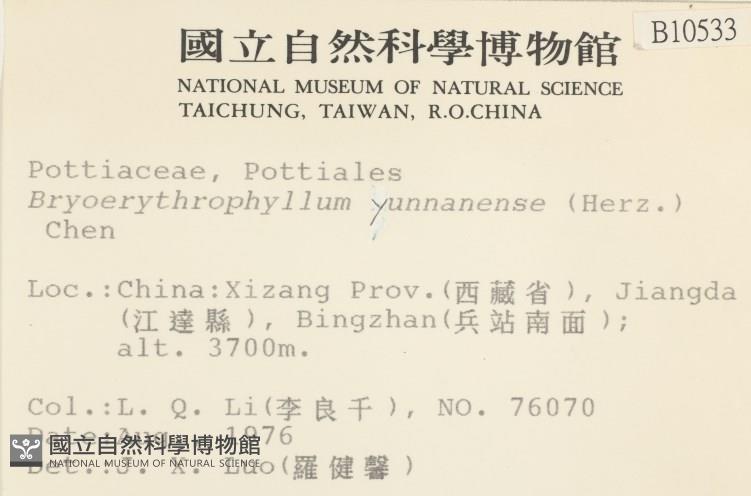 B10533
國立自然科學博物館
NATIONAL MUSEUM OF NATURAL SCIENCE
TAICHUNG, TAIWAN, R.O.CHINA
Pottiaceae, Pottiales
Bryoerythrophyllum yunnanense (Herz.)
Chen
Loc.:China:Xizang Prov.(西藏省), Jiangda
(江達縣), Bingzhan(兵站南面);
alt. 3700m.
Col.:L. Q. Li(李良千), NO. 76070
Date:Aug. 1976
Det.:J. X. Luo(羅健馨)
國立自然科學博物館
NATIONAL MUSEUM OF NATURAL SCIENCE